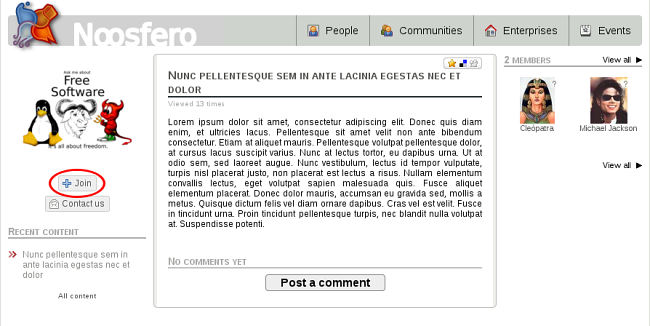 Noosfero
People
Communities
Enterprises
Events
Ask me about
Free
Software
It's all about freedom.
Join
Contact us
Recent content
Nunc pellentesque sem in
ante lacinia egestas nec et
dolor
All content
Nunc pellentesque sem in ante lacinia egestas nec et
dolor
Viewed 13 times
Lorem ipsum dolor sit amet, consectetur adipiscing elit. Donec quis diam
enim, et ultricies lacus. Pellentesque sit amet velit non ante bibendum
consectetur. Etiam at aliquet mauris. Pellentesque volutpat pellentesque dolor,
at cursus lacus suscipit varius. Nunc at lectus tortor, eu dapibus urna. Ut at
odio sem, sed laoreet augue. Nunc vestibulum, lectus id tempor vulputate,
turpis nisl placerat justo, non placerat est lectus a risus. Nullam elementum
convallis lectus, eget volutpat sapien malesuada quis. Fusce aliquet
elementum placerat. Donec dolor mauris, accumsan eu gravida sed, mollis a
metus. Quisque dictum felis vel diam ornare dapibus. Cras vel est velit. Fusce
in tincidunt urna. Proin tincidunt pellentesque turpis, nec blandit nulla volutpat
at. Suspendisse potenti.
No comments yet
Post a comment
2 members
View all
?
?
Cleópatra
Michael Jackson
View all